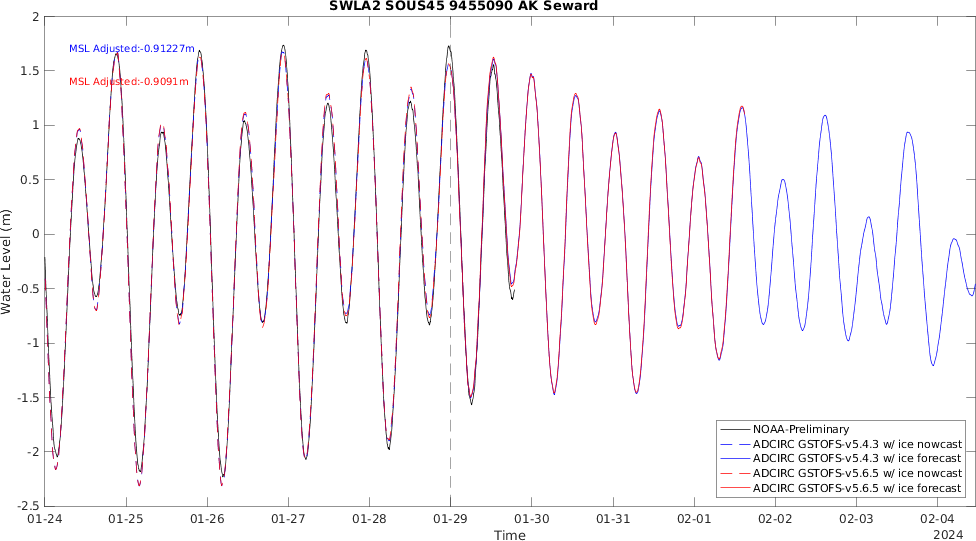 SWLA2 SOUS45 9455090 AK Seward
2
1.5
1
0.5
0
-0.5
-1
-1.5
-2
-2.5
Water Level (m)
MSL Adjusted:-0.91227m
MSL Adjusted:-0.9091m
NOAA-Preliminary
ADCIRC GSTOFS-v5.4.3 w/ ice nowcast
ADCIRC GSTOFS-v5.4.3 w/ ice forecast
ADCIRC GSTOFS-v5.6.5 w/ ice nowcast
ADCIRC GSTOFS-v5.6.5 w/ ice forecast
01-24 01-25 01-26 01-27 01-28 01-29 01-30 01-31 02-01 02-02 02-03 02-04
Time
2024